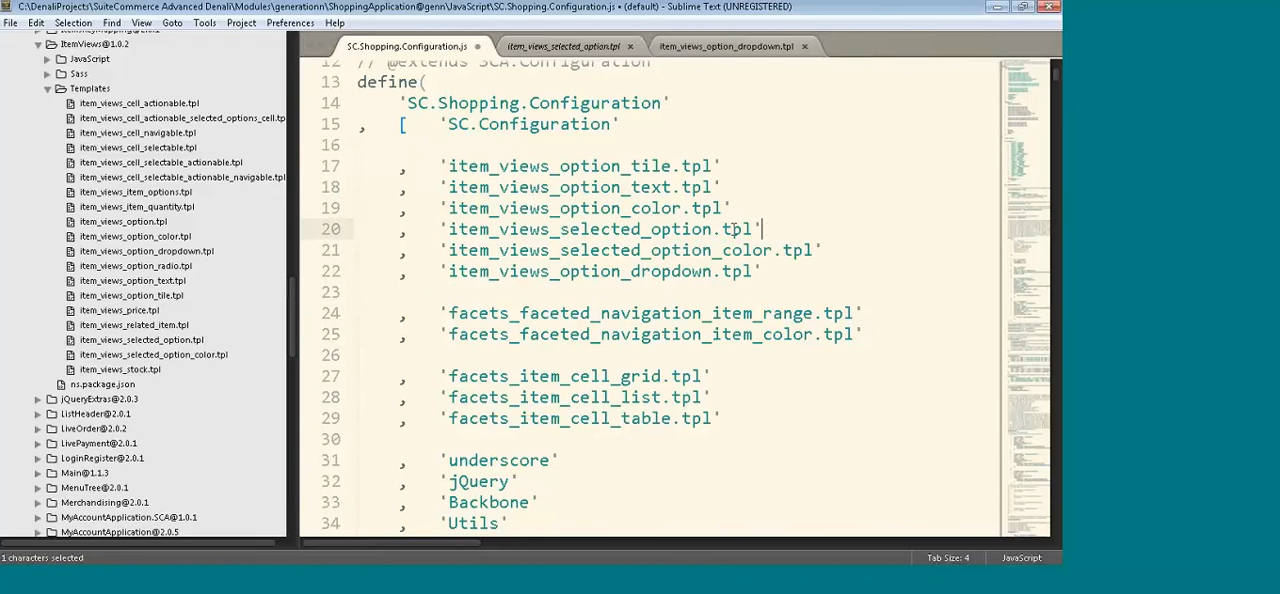 C:\DenaliProjects\SuiteCommerce Advanced Denali\Modules\generationn\ShoppingApplication@genn\JavaScript\SC.Shopping.Configuration.js • (default) - Sublime Text (UNREGISTERED)
File Edit Selection Find View Goto Tools Project Preferences Help
ItemViews@1.0.2
JavaScript
Sass
Templates
item_views_cell_actionable.tpl
item_views_cell_actionable_selected_options_cell.tp
item_views_cell_navigable.tpl
item_views_cell_selectable.tpl
item_views_cell_selectable_actionable.tpl
item_views_cell_selectable_actionable_navigable.tpl
item_views_item_options.tpl
item_views_item_quantity.tpl
item_views_option.tpl
item_views_option_color.tpl
item_views_option_dropdown.tpl
item_views_option_radio.tpl
item_views_option_text.tpl
item_views_option_tile.tpl
item_views_price.tpl
item_views_related_item.tpl
item_views_selected_option.tpl
item_views_selected_option_color.tpl
item_views_stock.tpl
ns.package.json
jQueryExtras@2.0.3
ListHeader@2.0.1
LiveOrder@2.0.2
LivePayment@2.0.1
LoginRegister@2.0.1
Main@1.1.3
MenuTree@2.0.1
Merchandising@2.0.1
MyAccountApplication.SCA@1.0.1
MyAccountApplication@2.0.5
SC.Shopping.Configuration.js item_views_selected_option.tpl × item_views_option_dropdown.tpl ×
12 // @extends SCA.Configuration
13 define(
14 'SC.Shopping.Configuration'
15 , [ 'SC.Configuration'
16
17 , 'item_views_option_tile.tpl'
18 , 'item_views_option_text.tpl'
19 , 'item_views_option_color.tpl'
20 , 'item_views_selected_option.tpl'
21 , 'item_views_selected_option_color.tpl'
22 , 'item_views_option_dropdown.tpl'
23
24 , 'facets_faceted_navigation_item_range.tpl'
25 , 'facets_faceted_navigation_item_color.tpl'
26
27 , 'facets_item_cell_grid.tpl'
28 , 'facets_item_cell_list.tpl'
29 , 'facets_item_cell_table.tpl'
30
31 , 'underscore'
32 , 'jQuery'
33 , 'Backbone'
34 , 'Utils'
1 characters selected Tab Size: 4 JavaScript